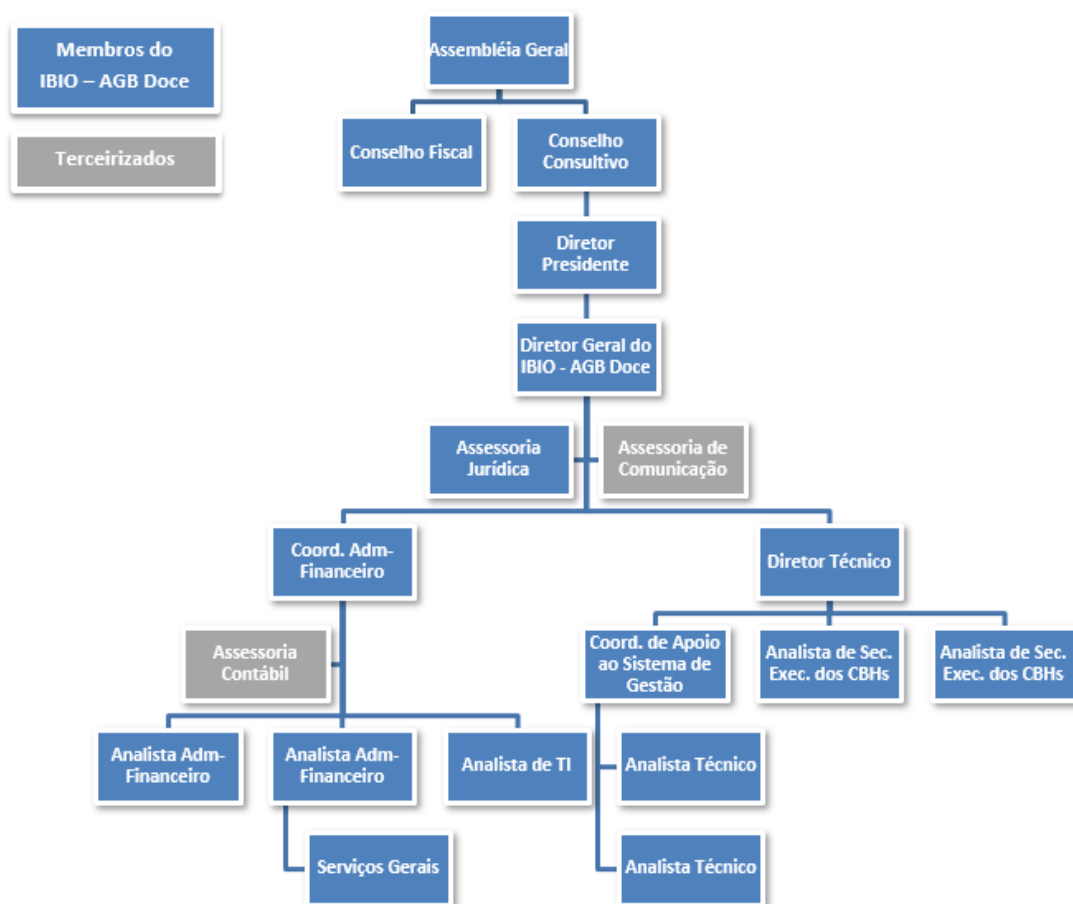 Membros do
IBIO – AGB Doce
Terceirizados
Assembléia Geral
Conselho Fiscal
Conselho
Consultivo
Diretor
Presidente
Diretor Geral do
IBIO - AGB Doce
Assessoria
Jurídica
Assessoria de
Comunicação
Coord. Adm-
Financeiro
Diretor Técnico
Assessoria
Contábil
Coord. de Apoio
ao Sistema de
Gestão
Analista de Sec.
Exec. dos CBHs
Analista de Sec.
Exec. dos CBHs
Analista Adm-
Financeiro
Analista Adm-
Financeiro
Analista de TI
Analista Técnico
Serviços Gerais
Analista Técnico